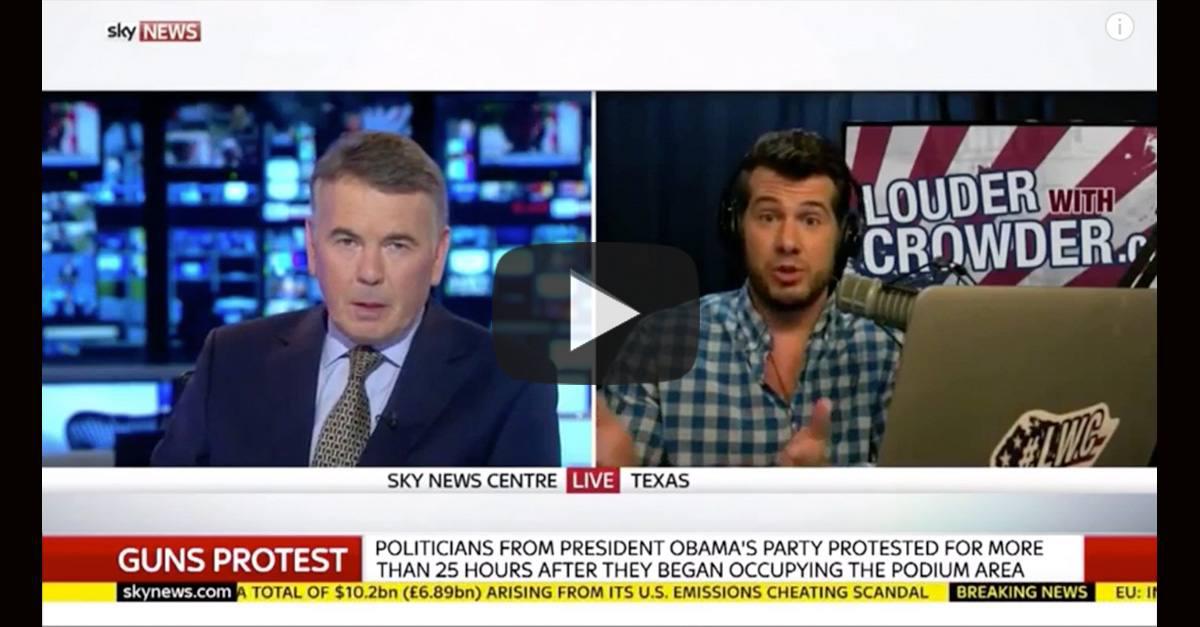 sky NEWS
LOUDER WITH
CROWDER.
#LWC
SKY NEWS CENTRE LIVE TEXAS
GUNS PROTEST
POLITICIANS FROM PRESIDENT OBAMA'S PARTY PROTESTED FOR MORE
THAN 25 HOURS AFTER THEY BEGAN OCCUPYING THE PODIUM AREA
skynews.com A TOTAL OF $10.2bn (£6.89bn) ARISING FROM ITS U.S. EMISSIONS CHEATING SCANDAL BREAKING NEWS EU: